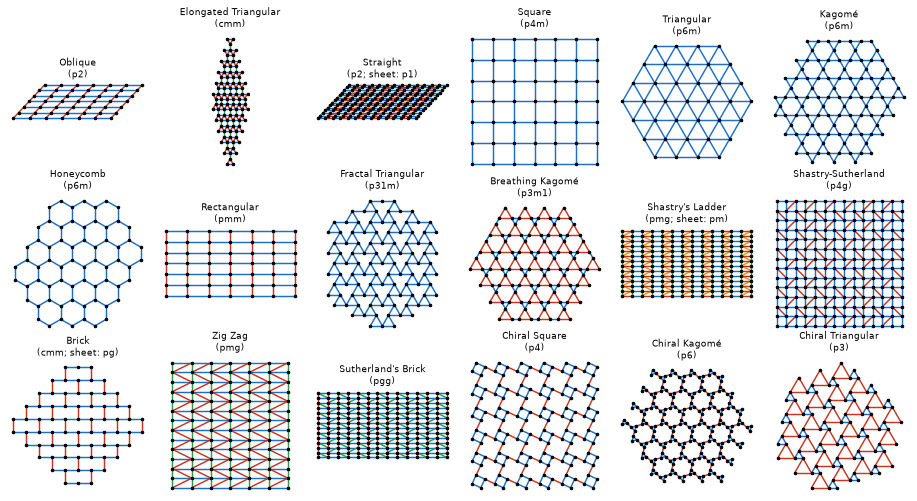 Oblique
(p2)
Elongated Triangular
(cmm)
Straight
(p2; sheet: p1)
Square
(p4m)
Triangular
(p6m)
Kagomé
(p6m)
Honeycomb
(p6m)
Rectangular
(pmm)
Fractal Triangular
(p31m)
Breathing Kagomé
(p3m1)
Shastry's Ladder
(pmg; sheet: pm)
Shastry-Sutherland
(p4g)
Brick
(cmm; sheet: pg)
Zig Zag
(pmg)
Sutherland's Brick
(pgg)
Chiral Square
(p4)
Chiral Kagomé
(p6)
Chiral Triangular
(p3)